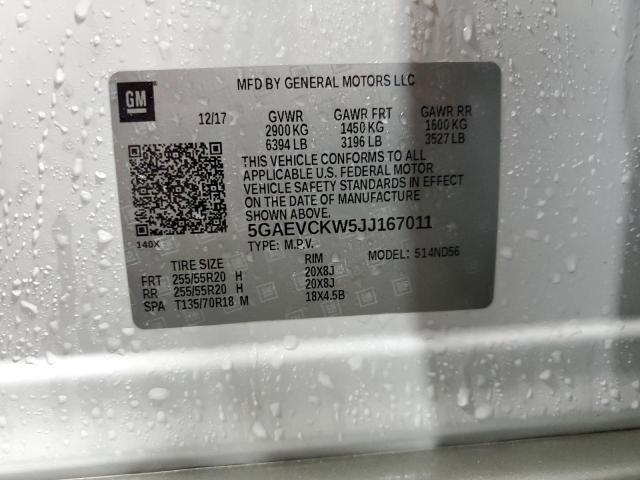 MFD BY GENERAL MOTORS LLC
GM
12/17 GVWR GAWR FRT GAWR RR
2900 KG 1450 KG 1600 KG
6394 LB 3196 LB 3527 LB
THIS VEHICLE CONFORMS TO ALL
APPLICABLE U.S. FEDERAL MOTOR
VEHICLE SAFETY STANDARDS IN EFFECT
ON THE DATE OF MANUFACTURE
SHOWN ABOVE.
140X 5GAEVCKW5JJ167011
TYPE: M.P.V. MODEL: 514ND56
TIRE SIZE RIM
FRT 255/55R20 H 20X8J
RR 255/55R20 H 20X8J
SPA T135/70R18 M 18X4.5B